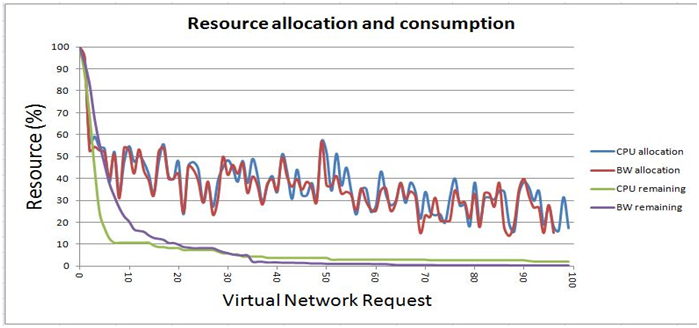 Resource allocation and consumption
Resource (%)
100
90
80
70
60
50
40
30
20
10
0
0 10 20 30 40 50 60 70 80 90 100
Virtual Network Request
CPU allocation
BW allocation
CPU remaining
BW remaining